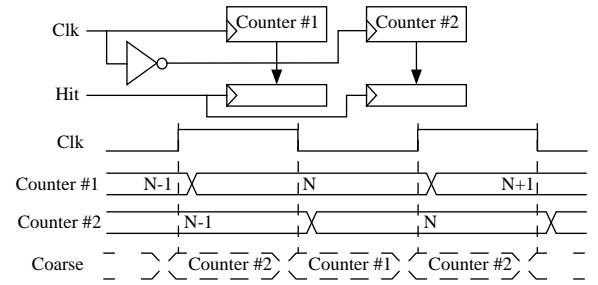 Clk Counter #1 Counter #2
Hit
Clk
Counter #1 N-1 N N+1
Counter #2 N-1 N
Coarse Counter #2 Counter #1 Counter #2